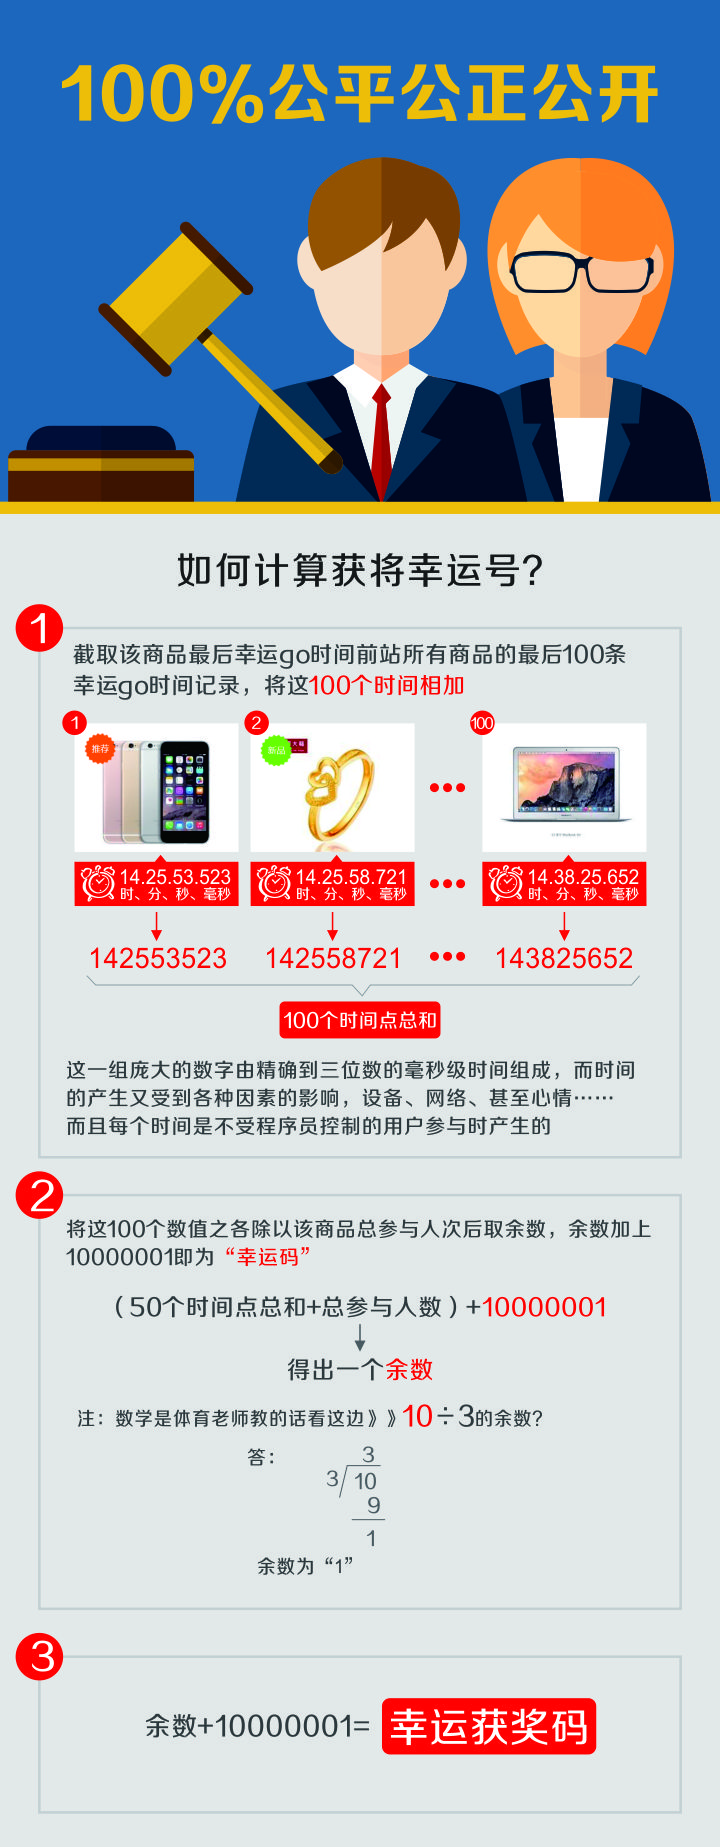 100%公平公正公开
如何计算获将幸运号?
1
截取该商品最后幸运go时间前站所有商品的最后100条
幸运go时间记录，将这100个时间相加
1
2
100
推荐
新品
14.25.53.523
时、分、秒、毫秒
14.25.58.721
时、分、秒、毫秒
14.38.25.652
时、分、秒、毫秒
142553523
142558721
143825652
100个时间点总和
这一组庞大的数字由精确到三位数的毫秒级时间组成，而时间
的产生又受到各种因素的影响，设备、网络、甚至心情……
而且每个时间是不受程序员控制的用户参与时产生的
2
将这100个数值之各除以该商品总参与人次后取余数，余数加上
10000001即为“幸运码”
（50个时间点总和+总参与人数）+10000001
得出一个余数
注：数学是体育老师教的话看这边》》10÷3的余数?
答：
3
3 10
9
1
余数为“1”
3
余数+10000001= 幸运获奖码